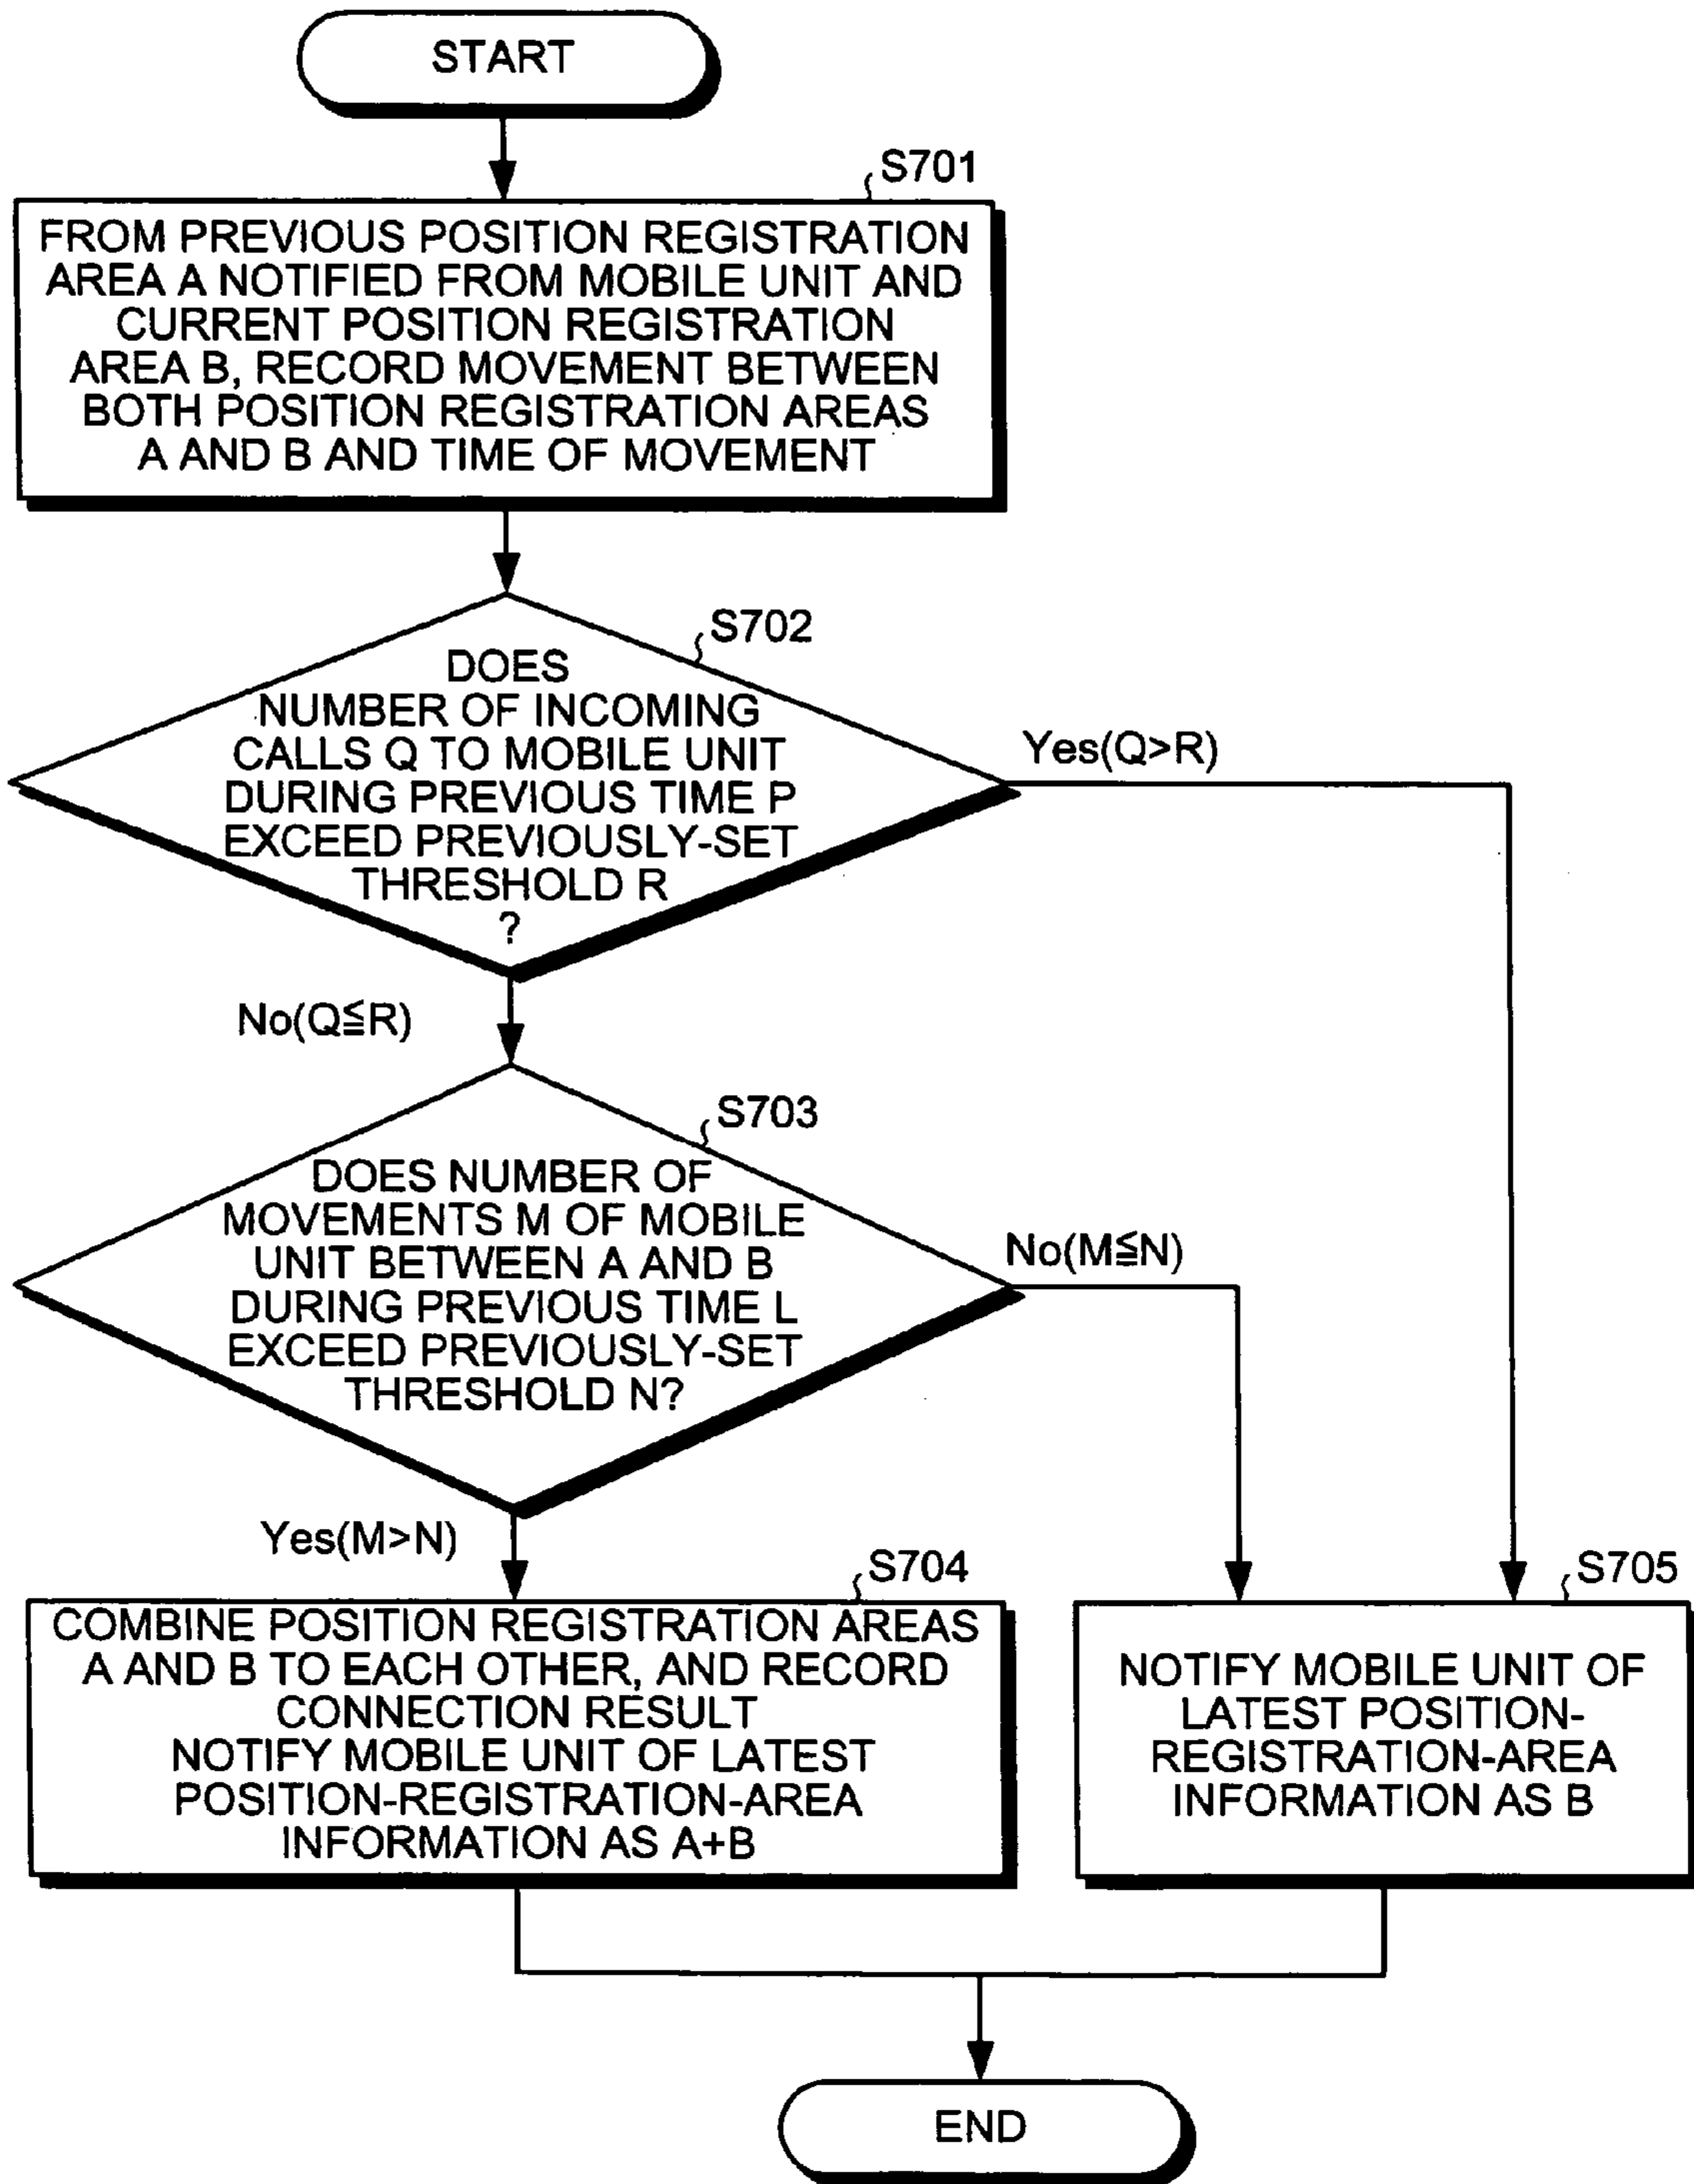 START
S701
FROM PREVIOUS POSITION REGISTRATION
AREA A NOTIFIED FROM MOBILE UNIT AND
CURRENT POSITION REGISTRATION
AREA B, RECORD MOVEMENT BETWEEN
BOTH POSITION REGISTRATION AREAS
A AND B AND TIME OF MOVEMENT
S702
DOES
NUMBER OF INCOMING
CALLS Q TO MOBILE UNIT
DURING PREVIOUS TIME P
EXCEED PREVIOUSLY-SET
THRESHOLD R
?
Yes(Q>R)
No(Q≦R)
S703
DOES NUMBER OF
MOVEMENTS M OF MOBILE
UNIT BETWEEN A AND B
DURING PREVIOUS TIME L
EXCEED PREVIOUSLY-SET
THRESHOLD N?
No(M≦N)
Yes(M>N)
S704
COMBINE POSITION REGISTRATION AREAS
A AND B TO EACH OTHER, AND RECORD
CONNECTION RESULT
NOTIFY MOBILE UNIT OF LATEST
POSITION-REGISTRATION-AREA
INFORMATION AS A+B
S705
NOTIFY MOBILE UNIT OF
LATEST POSITION-
REGISTRATION-AREA
INFORMATION AS B
END